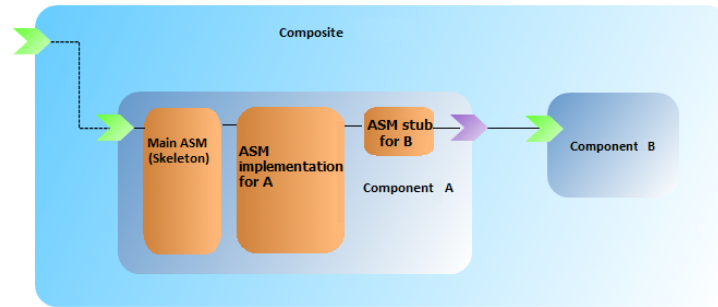 Composite
Main ASM
(Skeleton)
ASM
implementation
for A
ASM stub
for B
Component A
Component B